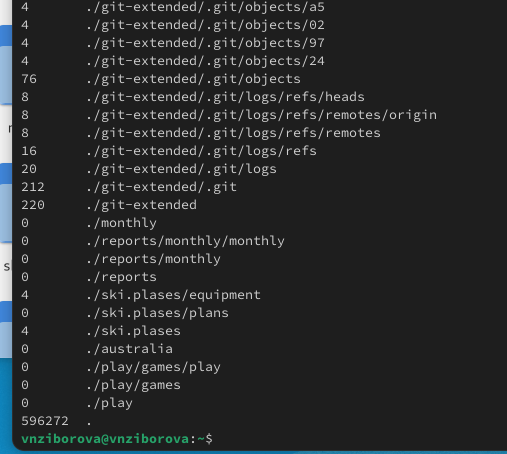 4 ./git-extended/.git/objects/a5
4 ./git-extended/.git/objects/02
4 ./git-extended/.git/objects/97
4 ./git-extended/.git/objects/24
76 ./git-extended/.git/objects
8 ./git-extended/.git/logs/refs/heads
8 ./git-extended/.git/logs/refs/remotes/origin
8 ./git-extended/.git/logs/refs/remotes
16 ./git-extended/.git/logs/refs
20 ./git-extended/.git/logs
212 ./git-extended/.git
220 ./git-extended
0 ./monthly
0 ./reports/monthly/monthly
0 ./reports/monthly
0 ./reports
4 ./ski.plases/equipment
0 ./ski.plases/plans
4 ./ski.plases
0 ./australia
0 ./play/games/play
0 ./play/games
0 ./play
596272 .
vnziborova@vnziborova:~$